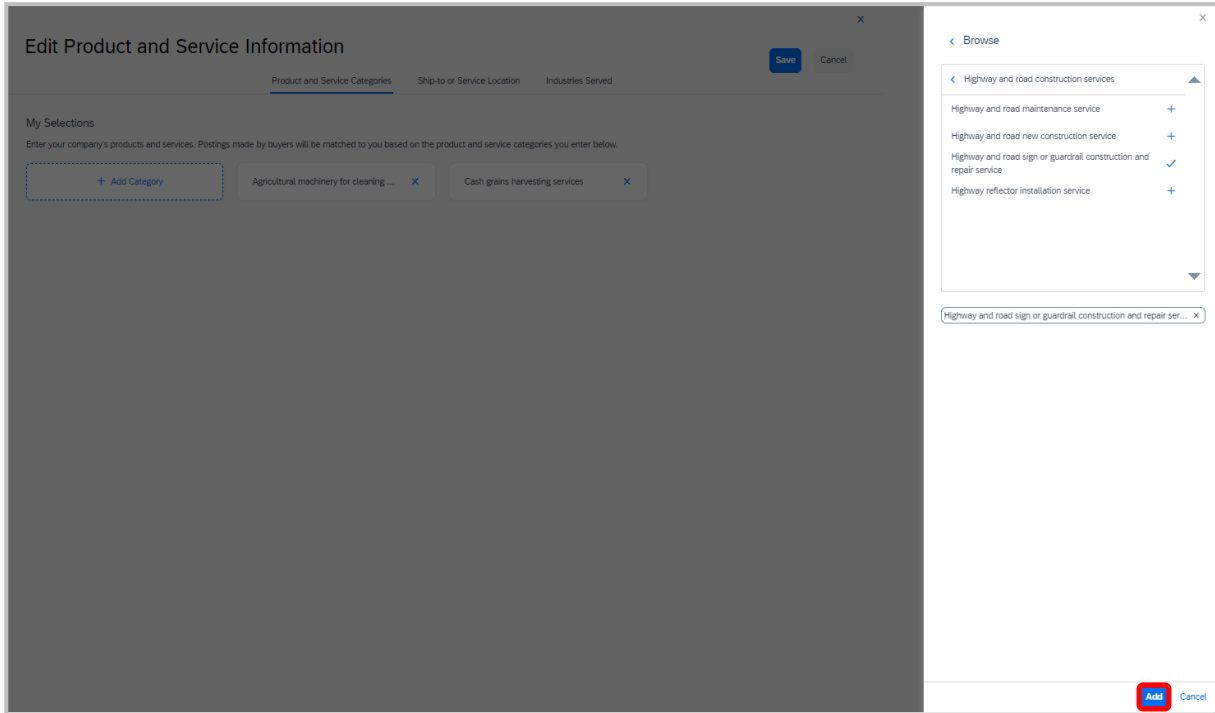 Edit Product and Service Information
Save
Cancel
Product and Service Categories
Ship-to or Service Location
Industries Served
My Selections
Enter your company's products and services. Postings made by buyers will be matched to you based on the product and service categories you enter below.
+ Add Category
Agricultural machinery for cleaning ...
Cash grains harvesting services
Browse
Highway and road construction services
Highway and road maintenance service
Highway and road new construction service
Highway and road sign or guardrail construction and
repair service
Highway reflector installation service
Highway and road sign or guardrail construction and repair ser...
Add
Cancel